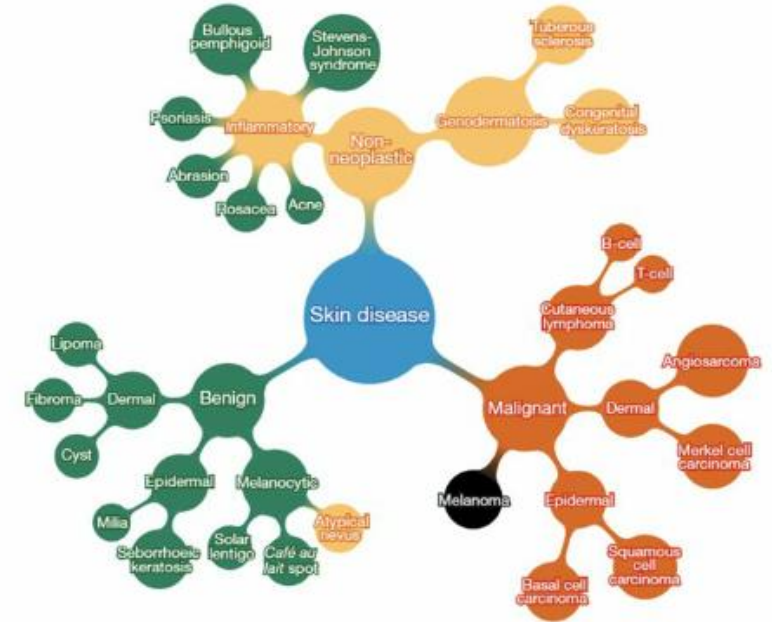 Bullous
pemphigoid
Stevens-
Johnson
syndrome
Tuberous
sclerosis
Psoriasis
Inflammatory
Non-
neoplastic
Genodermatosis
Congenital
dyskeratosis
Abrasion
Rosacea
Acne
B-cell
T-cell
Skin disease
Cutaneous
lymphoma
Lipoma
Fibroma
Dermal
Benign
Cyst
Malignant
Dermal
Angiosarcoma
Merkel cell
carcinoma
Epidermal
Melanocytic
Milia
Seborrhoeic
keratosis
Solar
lentigo
Café au
lait spot
Atypical
nevus
Melanoma
Epidermal
Basal cell
carcinoma
Squamous
cell
carcinoma